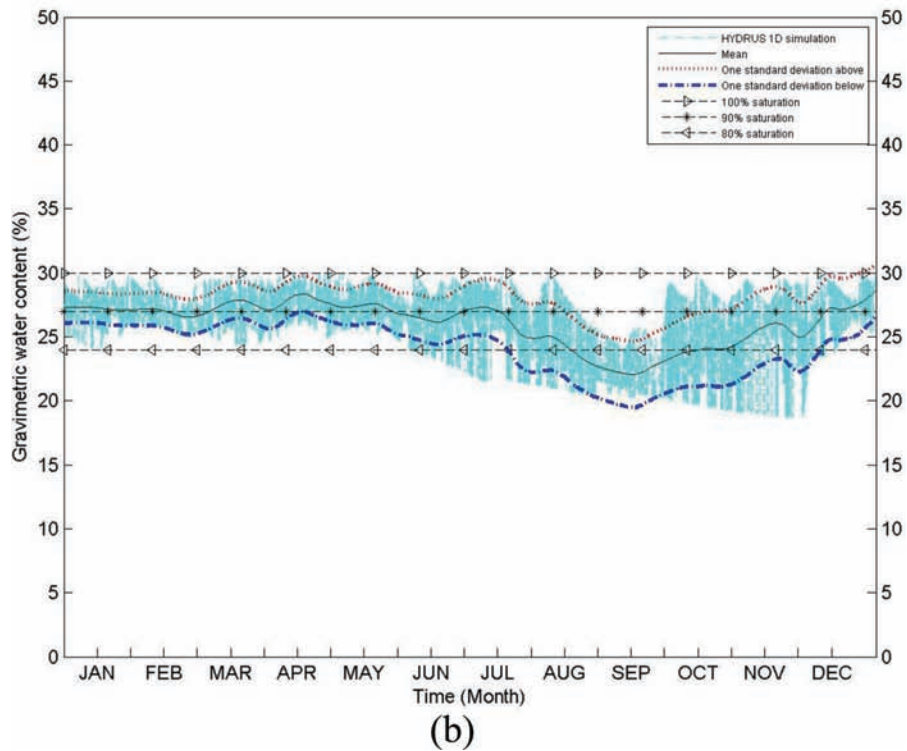 50
45
40
35
30
25
20
15
10
5
0
Gravimetric water content (%)
HYDRUS 1D simulation
Mean
One standard deviation above
One standard deviation below
100% saturation
90% saturation
80% saturation
50
45
40
35
30
25
20
15
10
5
0
JAN FEB MAR APR MAY JUN JUL AUG SEP OCT NOV DEC
Time (Month)
(b)